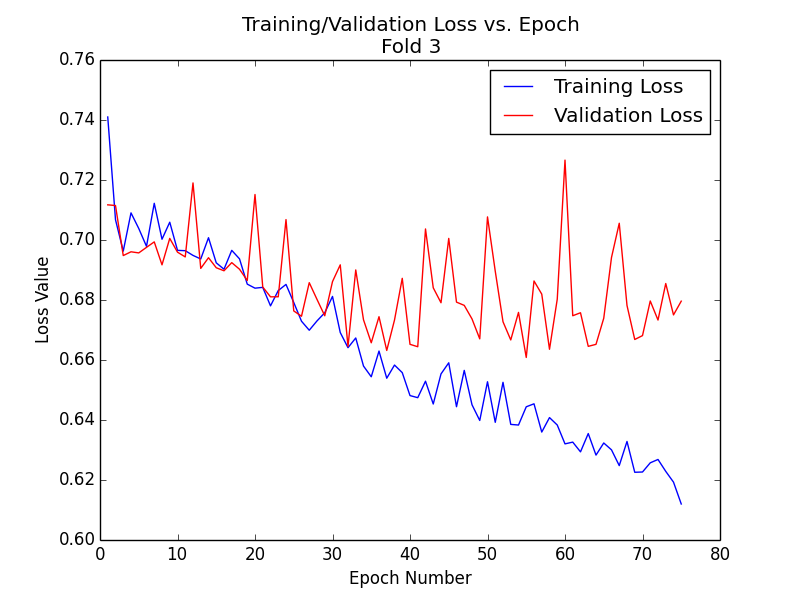 Training/Validation Loss vs. Epoch
Fold 3
Training Loss
Validation Loss
Loss Value
0.76
0.74
0.72
0.70
0.68
0.66
0.64
0.62
0.60
0 10 20 30 40 50 60 70 80
Epoch Number